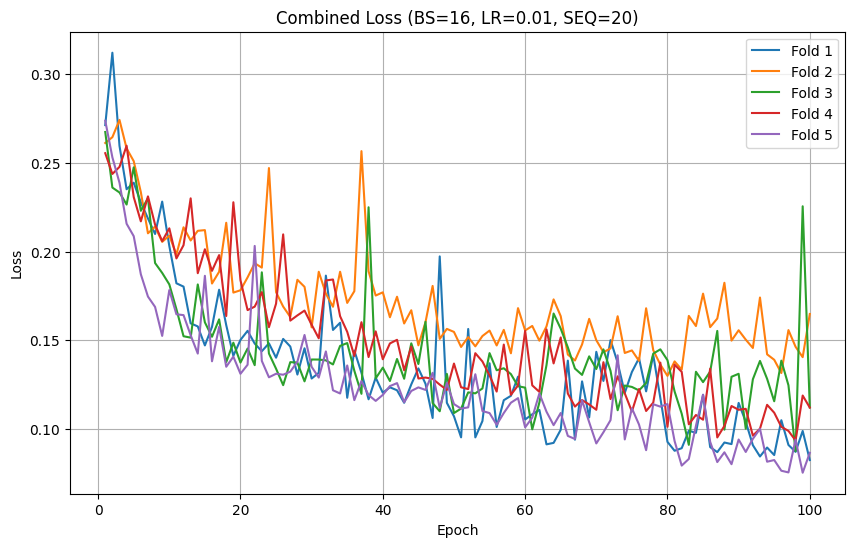 Combined Loss (BS=16, LR=0.01, SEQ=20)
Fold 1
Fold 2
Fold 3
Fold 4
Fold 5
0.30
0.25
0.20
0.15
0.10
Loss
0 20 40 60 80 100
Epoch